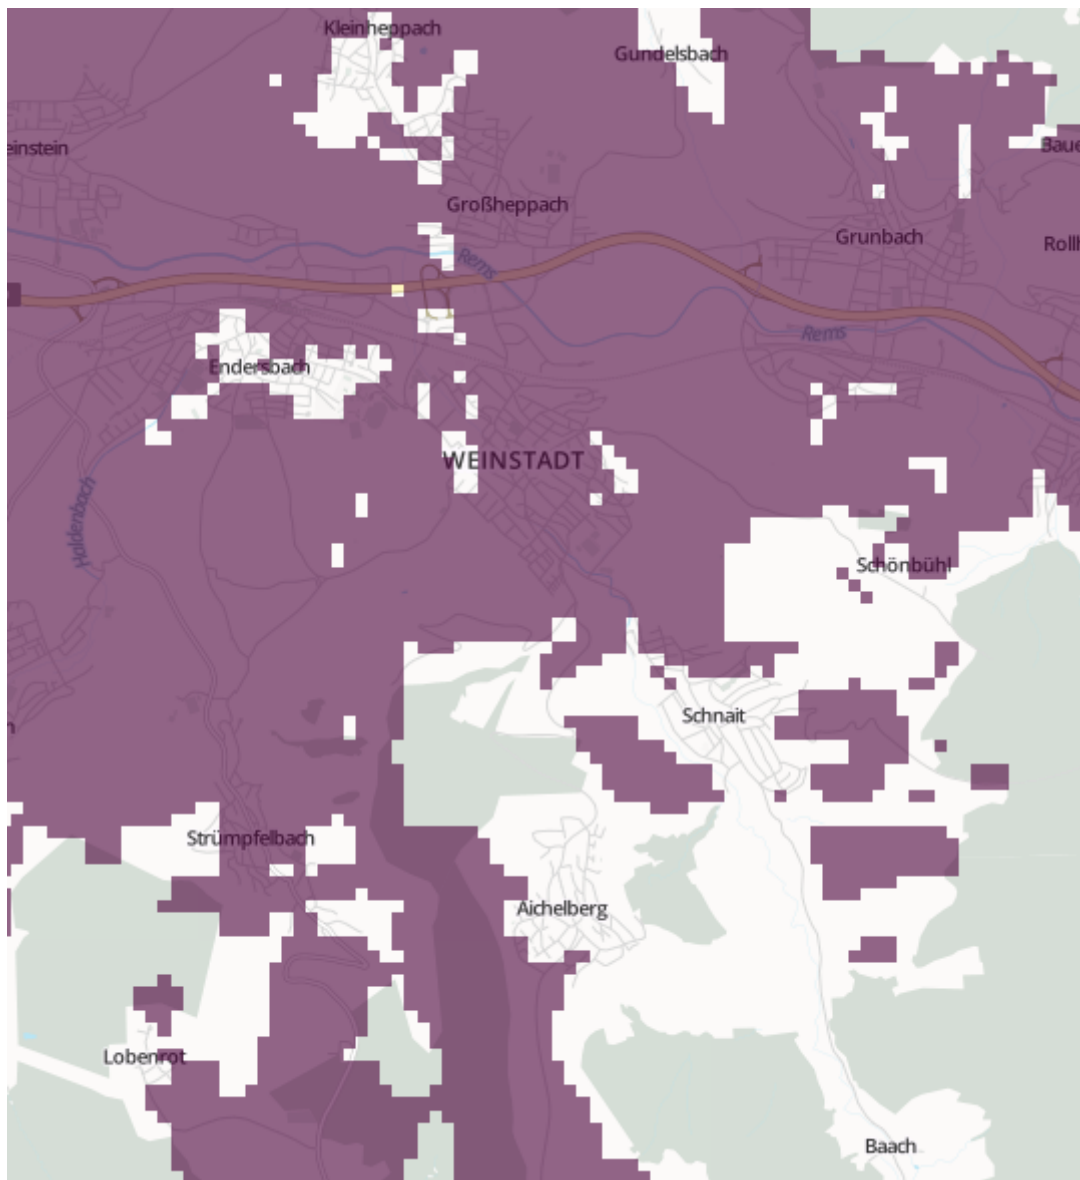 Kleinheppach
Gundelsbach
einstein
Baue
Großheppach
Grunbach
Rollh
Rems
Rems
Endersbach
WEINSTADT
Haldenbach
Schönbühl
Schnait
n
Strümpfelbach
Aichelberg
Lobenrot
Baach